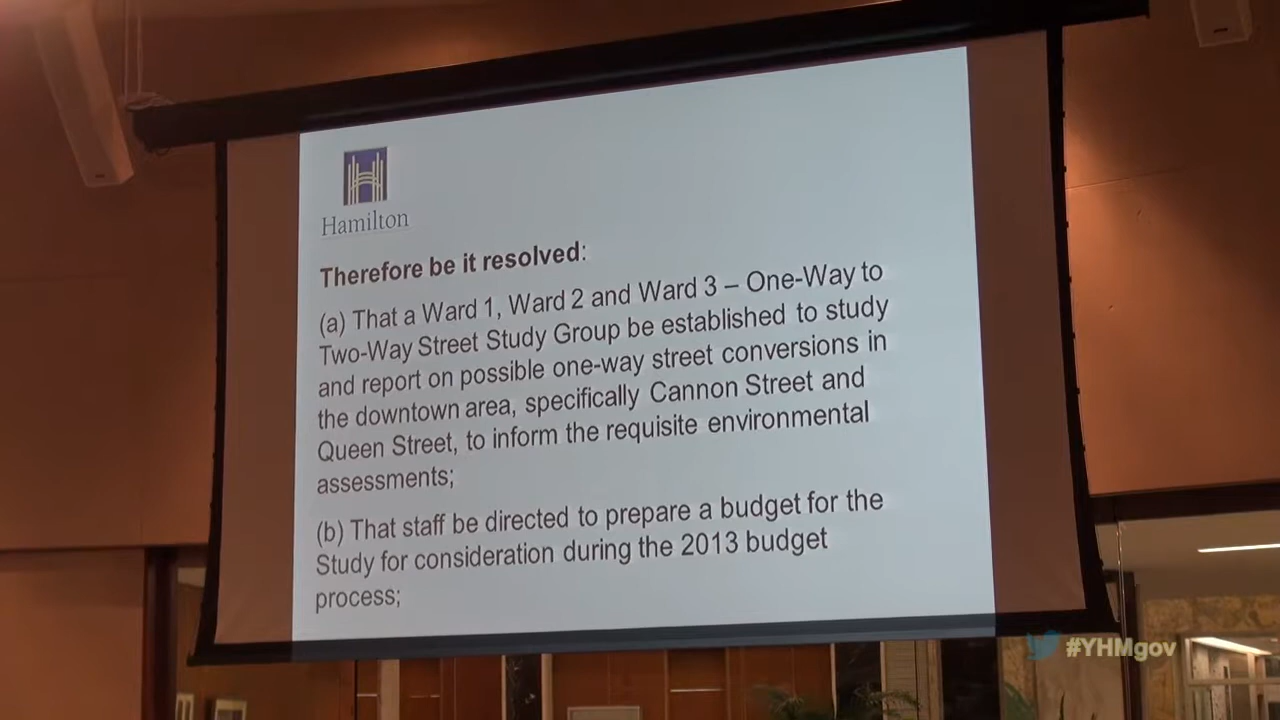 Hamilton
Therefore be it resolved:
(a) That a Ward 1, Ward 2 and Ward 3 – One-Way to
Two-Way Street Study Group be established to study
and report on possible one-way street conversions in
the downtown area, specifically Cannon Street and
Queen Street, to inform the requisite environmental
assessments;
(b) That staff be directed to prepare a budget for the
Study for consideration during the 2013 budget
process;
#YHMgov